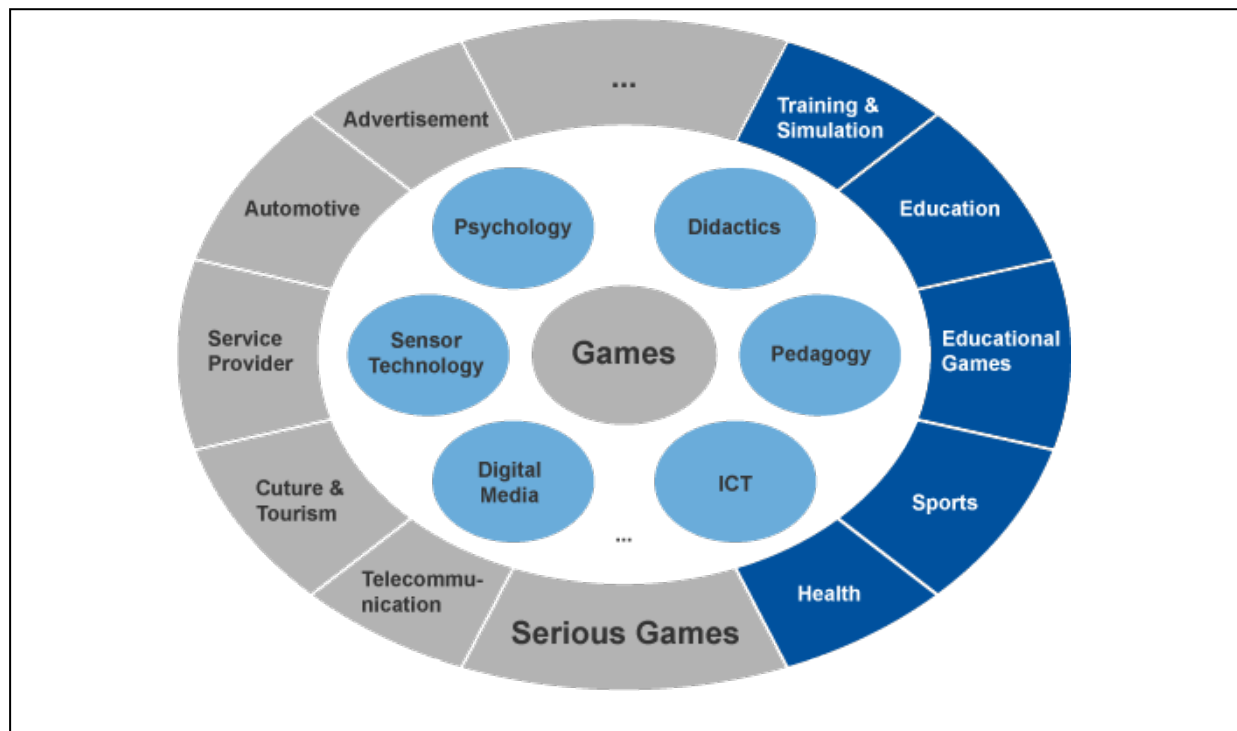 ...
Training &
Simulation
Advertisement
Automotive
Education
Psychology
Didactics
Service
Provider
Sensor
Technology
Games
Pedagogy
Educational
Games
Cuture &
Tourism
Digital
Media
ICT
Sports
...
Telecommu-
nication
Health
Serious Games